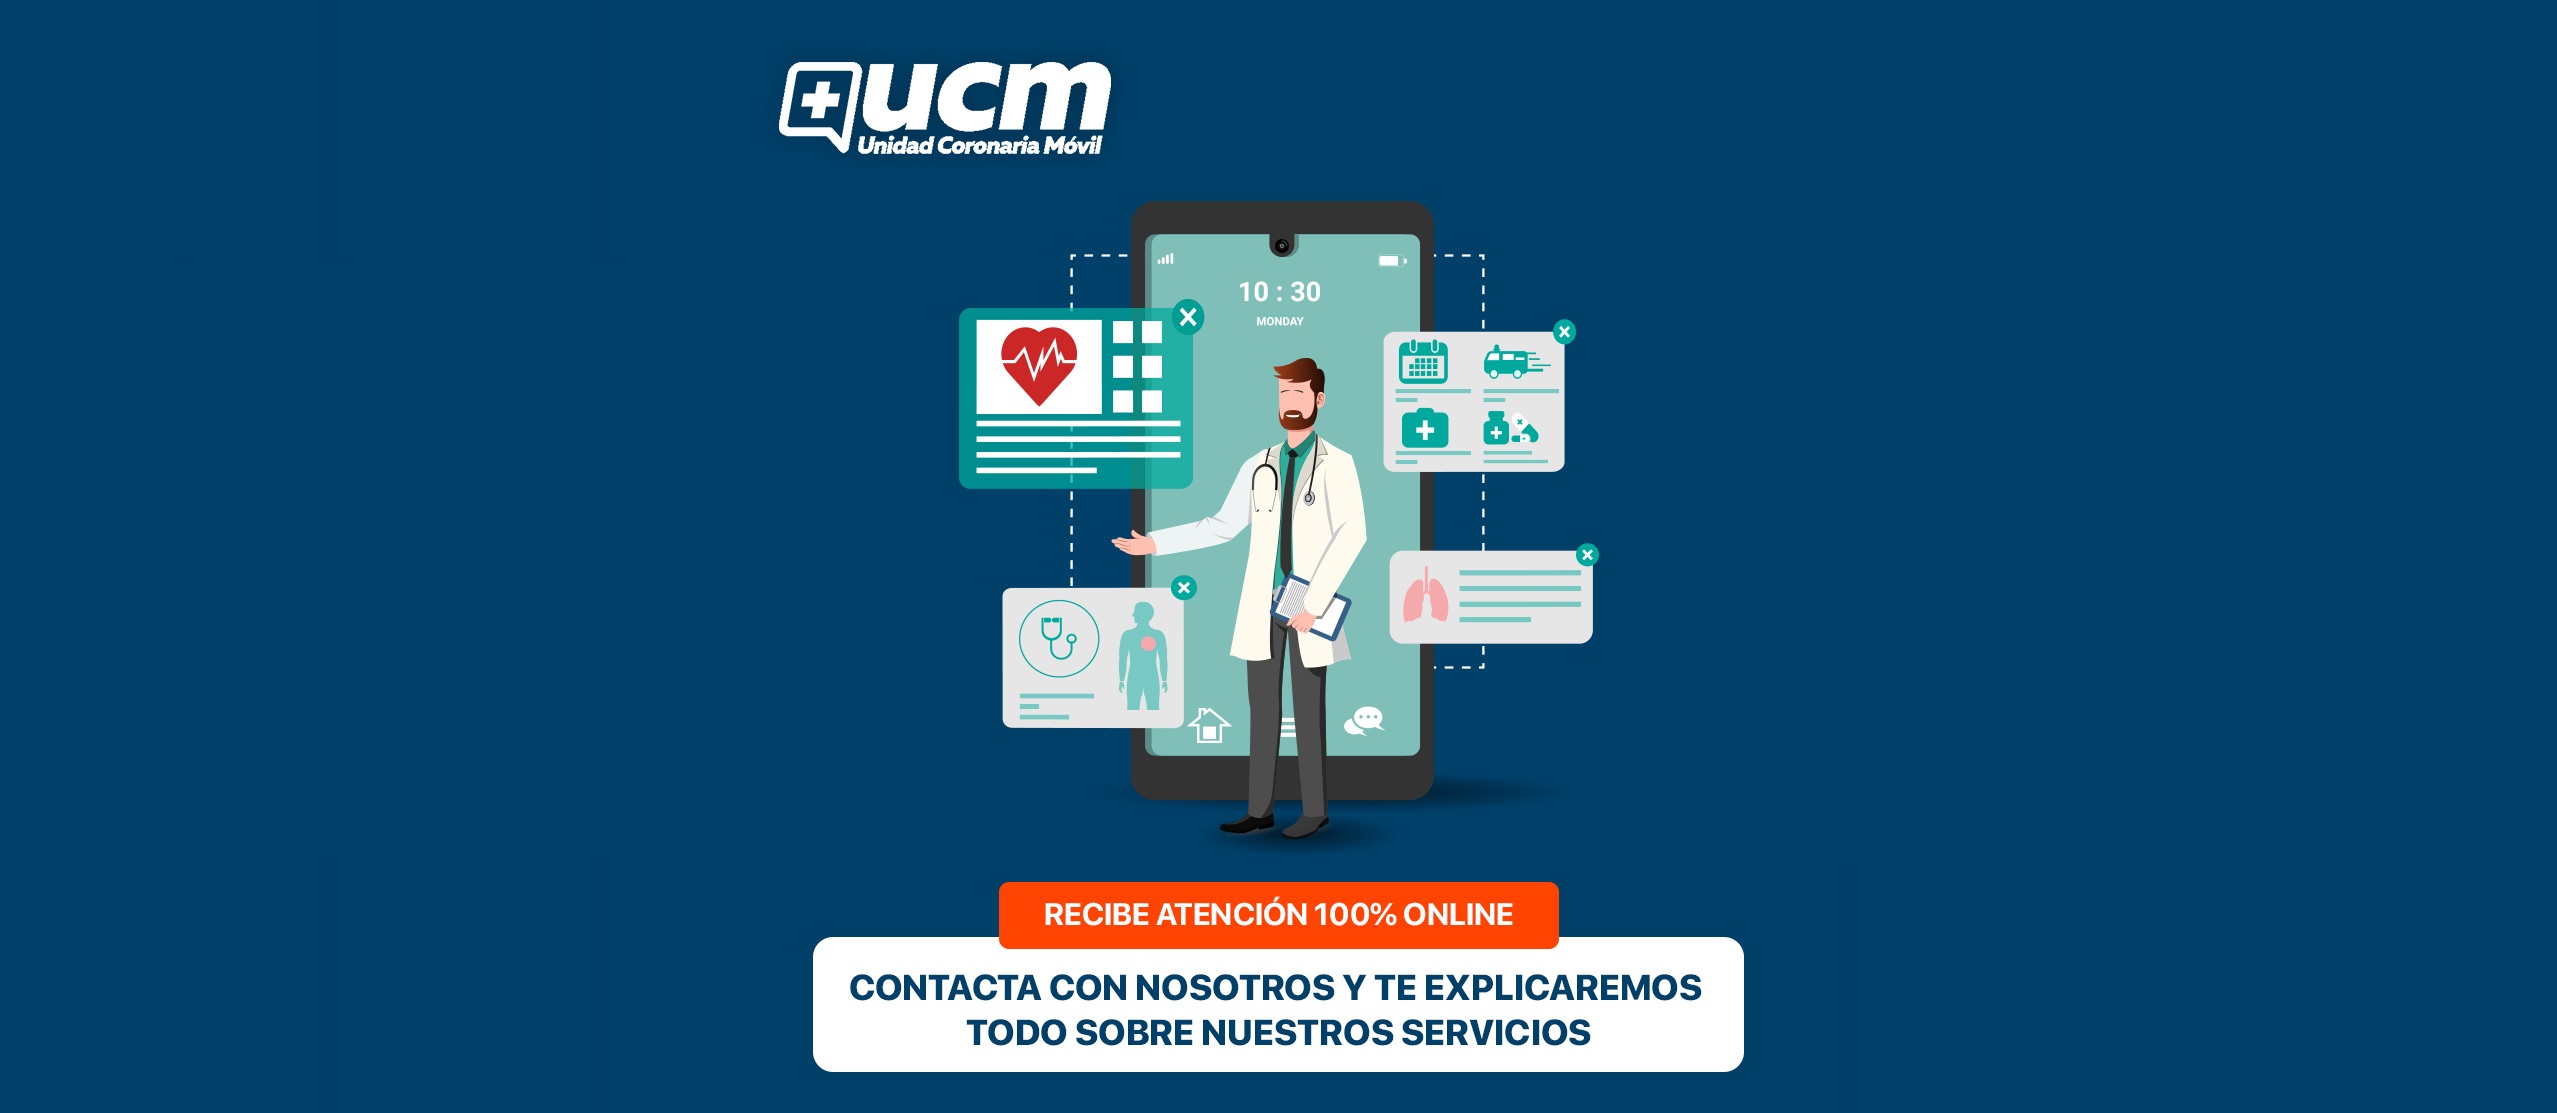 ucm
Unidad Coronaria Móvil
10 : 30
MONDAY
RECIBE ATENCIÓN 100% ONLINE
CONTACTA CON NOSOTROS Y TE EXPLICAREMOS
TODO SOBRE NUESTROS SERVICIOS